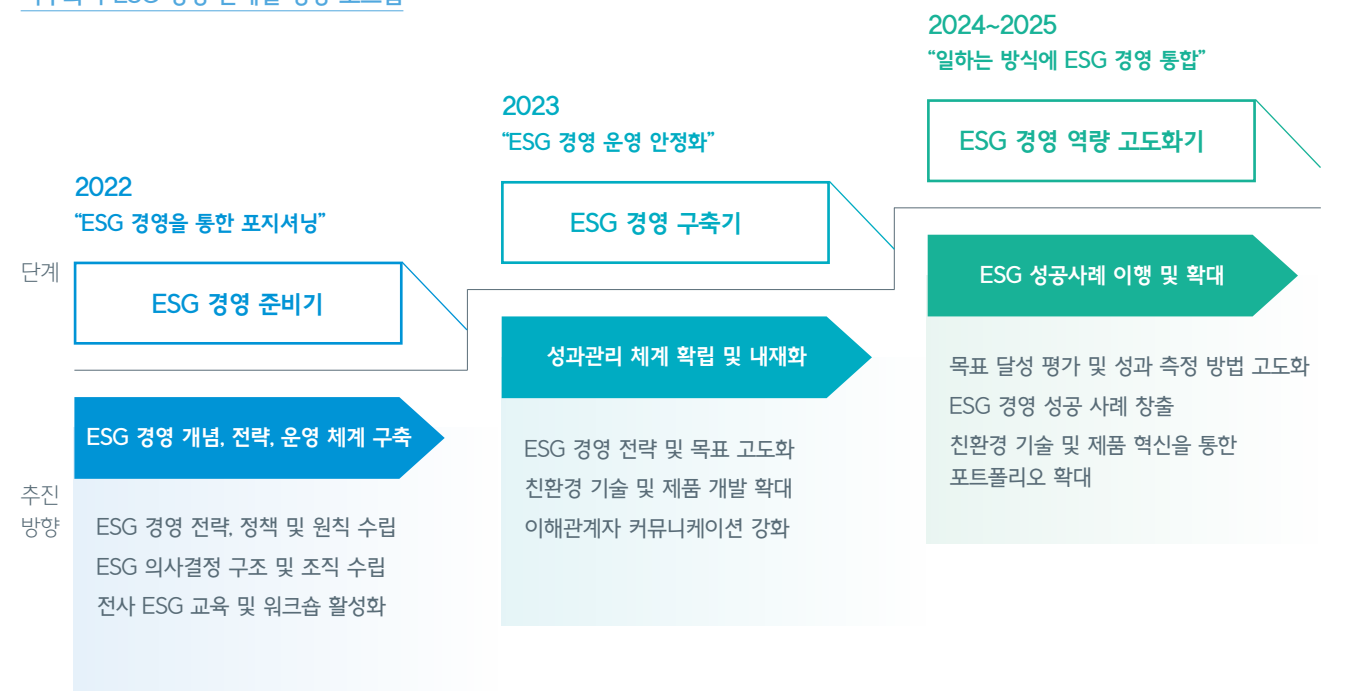 ESG 경영
2022
“ESG 경영을 통한 포지셔닝”
단계
ESG 경영 준비기
ESG 경영 개념, 전략, 운영 체계 구축
추진
방향
ESG 경영 전략, 정책 및 원칙 수립
ESG 의사결정 구조 및 조직 수립
전사 ESG 교육 및 워크숍 활성화
2023
“ESG 경영 운영 안정화”
ESG 경영 구축기
성과관리 체계 확립 및 내재화
ESG 경영 전략 및 목표 고도화
친환경 기술 및 제품 개발 확대
이해관계자 커뮤니케이션 강화
2024~2025
“일하는 방식에 ESG 경영 통합”
ESG 경영 역량 고도화기
ESG 성공사례 이행 및 확대
목표 달성 평가 및 성과 측정 방법 고도화
ESG 경영 성공 사례 창출
친환경 기술 및 제품 혁신을 통한
포트폴리오 확대